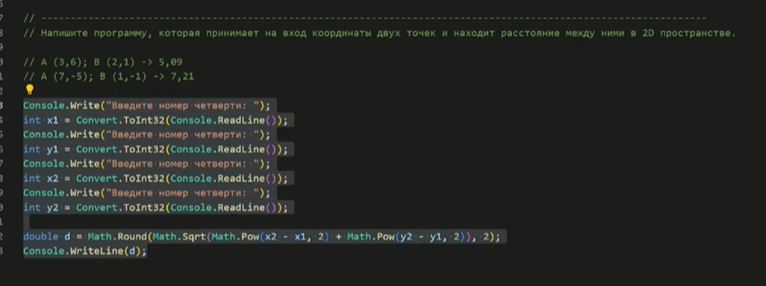 // Напишите программу, которая принимает на вход координаты двух точек и находит расстояние между ними в 2D пространстве.
// A (3,6); B (2,1) -> 5,09
// A (7,-5); B (1,-1) -> 7,21
Console.Write("Введите номер четверти: ");
int x1 = Convert.ToInt32(Console.ReadLine());
Console.Write("Введите номер четверти: ");
int y1 = Convert.ToInt32(Console.ReadLine());
Console.Write("Введите номер четверти: ");
int x2 = Convert.ToInt32(Console.ReadLine());
Console.Write("Введите номер четверти: ");
int y2 = Convert.ToInt32(Console.ReadLine());
double d = Math.Round(Math.Sqrt(Math.Pow(x2 - x1, 2) + Math.Pow(y2 - y1, 2)), 2);
Console.WriteLine(d);